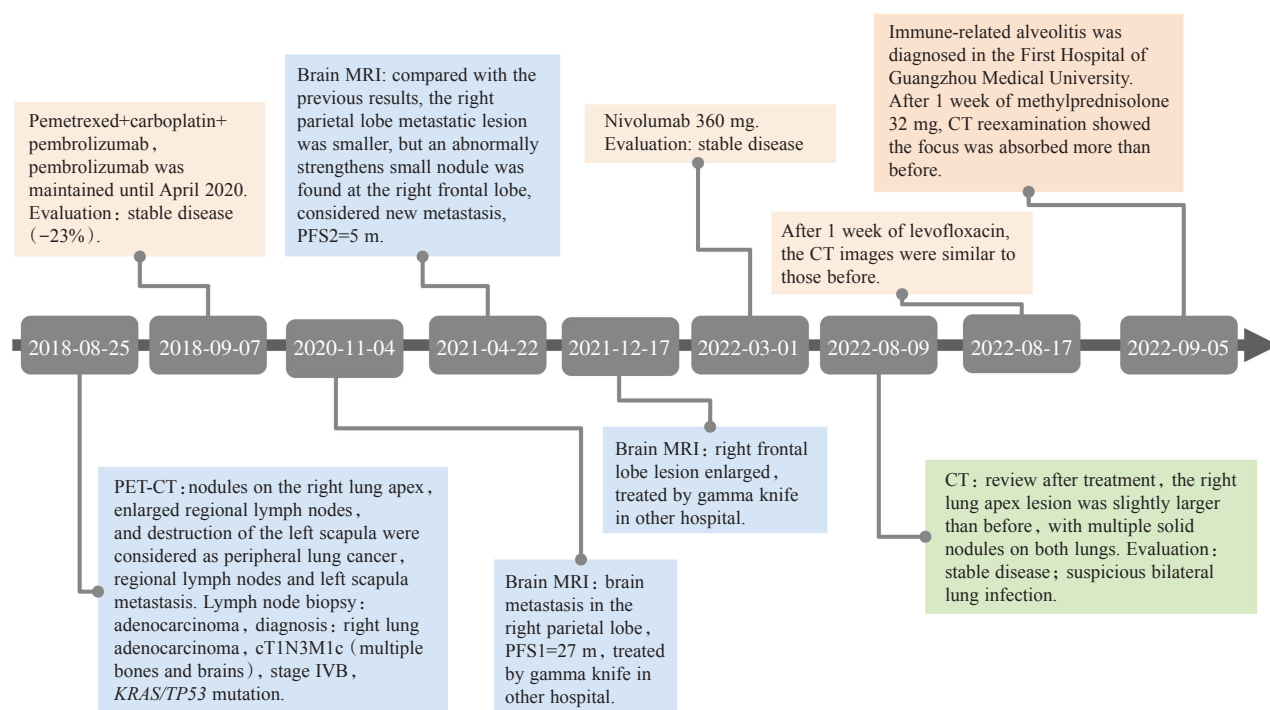 Pemetrexed+carboplatin+
pembrolizumab,
pembrolizumab was
maintained until April 2020.
Evaluation: stable disease
(−23%).
Brain MRI: compared with the
previous results, the right
parietal lobe metastatic lesion
was smaller, but an abnormally
strengthens small nodule was
found at the right frontal lobe,
considered new metastasis,
PFS2=5 m.
Nivolumab 360 mg.
Evaluation: stable disease
After 1 week of levofloxacin,
the CT images were similar to
those before.
Immune-related alveolitis was
diagnosed in the First Hospital of
Guangzhou Medical University.
After 1 week of methylprednisolone
32 mg, CT reexamination showed
the focus was absorbed more than
before.
2018-08-25
2018-09-07
2020-11-04
2021-04-22
2021-12-17
2022-03-01
2022-08-09
2022-08-17
2022-09-05
PET-CT: nodules on the right lung apex,
enlarged regional lymph nodes,
and destruction of the left scapula were
considered as peripheral lung cancer,
regional lymph nodes and left scapula
metastasis. Lymph node biopsy:
adenocarcinoma, diagnosis: right lung
adenocarcinoma, cT1N3M1c (multiple
bones and brains), stage IVB,
KRAS/TP53 mutation.
Brain MRI: brain
metastasis in the
right parietal lobe,
PFS1=27 m, treated
by gamma knife in
other hospital.
Brain MRI: right frontal
lobe lesion enlarged,
treated by gamma knife
in other hospital.
CT: review after treatment, the right
lung apex lesion was slightly larger
than before, with multiple solid
nodules on both lungs. Evaluation:
stable disease; suspicious bilateral
lung infection.